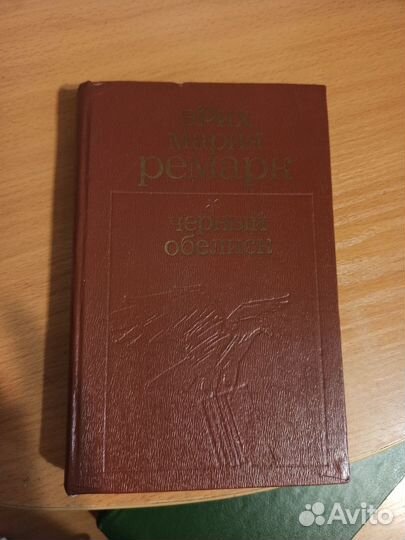 эрих
мария
ремарк
черный
обелиск
Avito